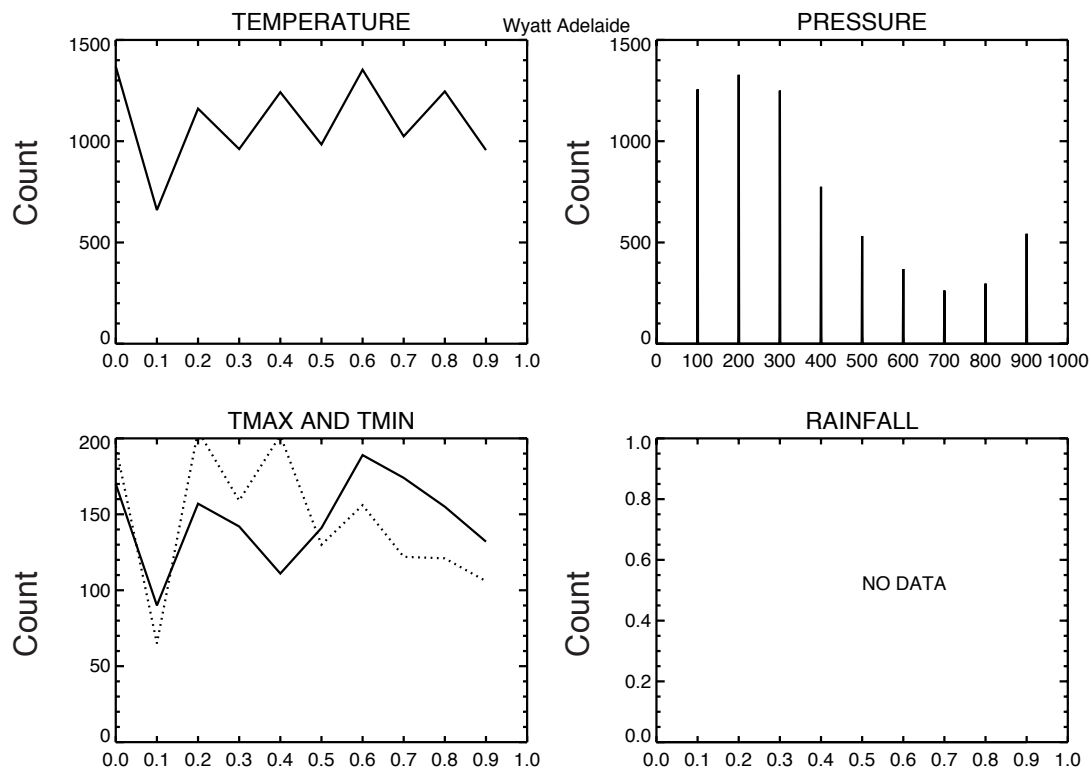 Wyatt Adelaide
TEMPERATURE
Count
1500
1000
500
0
0.0 0.1 0.2 0.3 0.4 0.5 0.6 0.7 0.8 0.9 1.0
PRESSURE
Count
1500
1000
500
0
0 100 200 300 400 500 600 700 800 900 1000
TMAX AND TMIN
Count
200
150
100
50
0
0.0 0.1 0.2 0.3 0.4 0.5 0.6 0.7 0.8 0.9 1.0
RAINFALL
Count
1.0
0.8
0.6
0.4
0.2
0.0
NO DATA
0.0 0.1 0.2 0.3 0.4 0.5 0.6 0.7 0.8 0.9 1.0